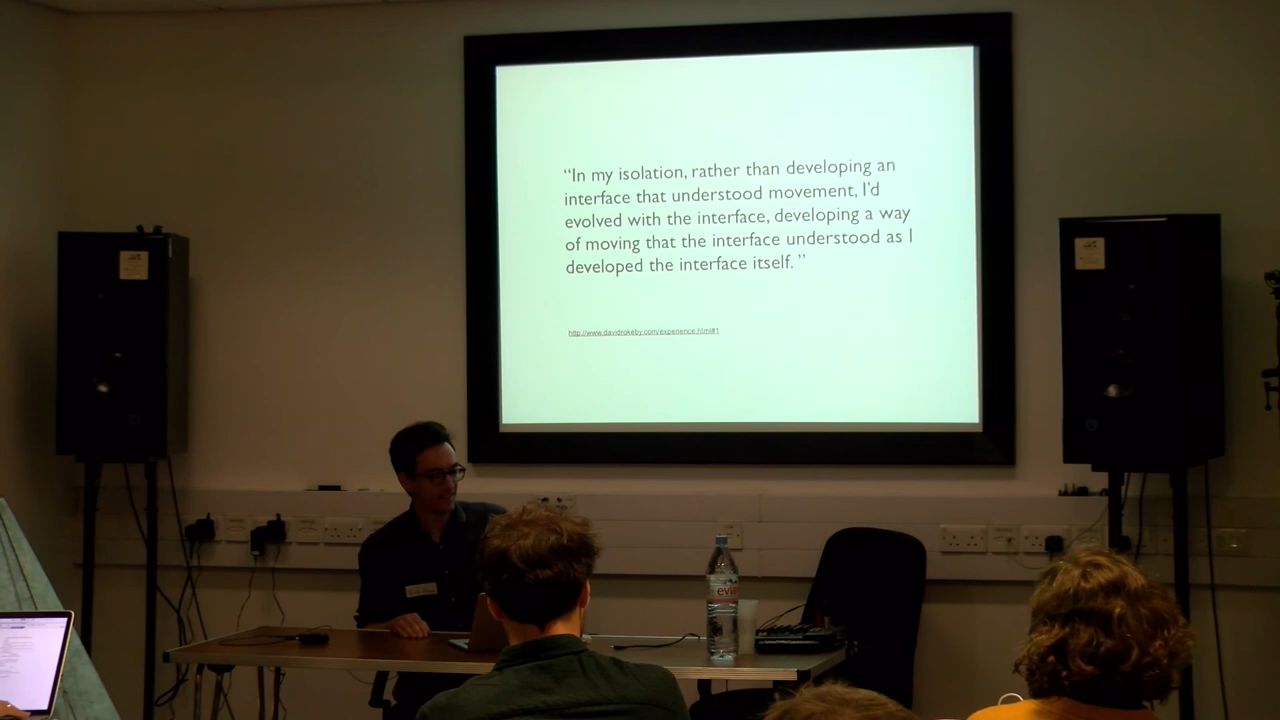 “In my isolation, rather than developing an
interface that understood movement, I’d
evolved with the interface, developing a way
of moving that the interface understood as I
developed the interface itself. ”
http://www.davidrokeby.com/experience.html#1
evian